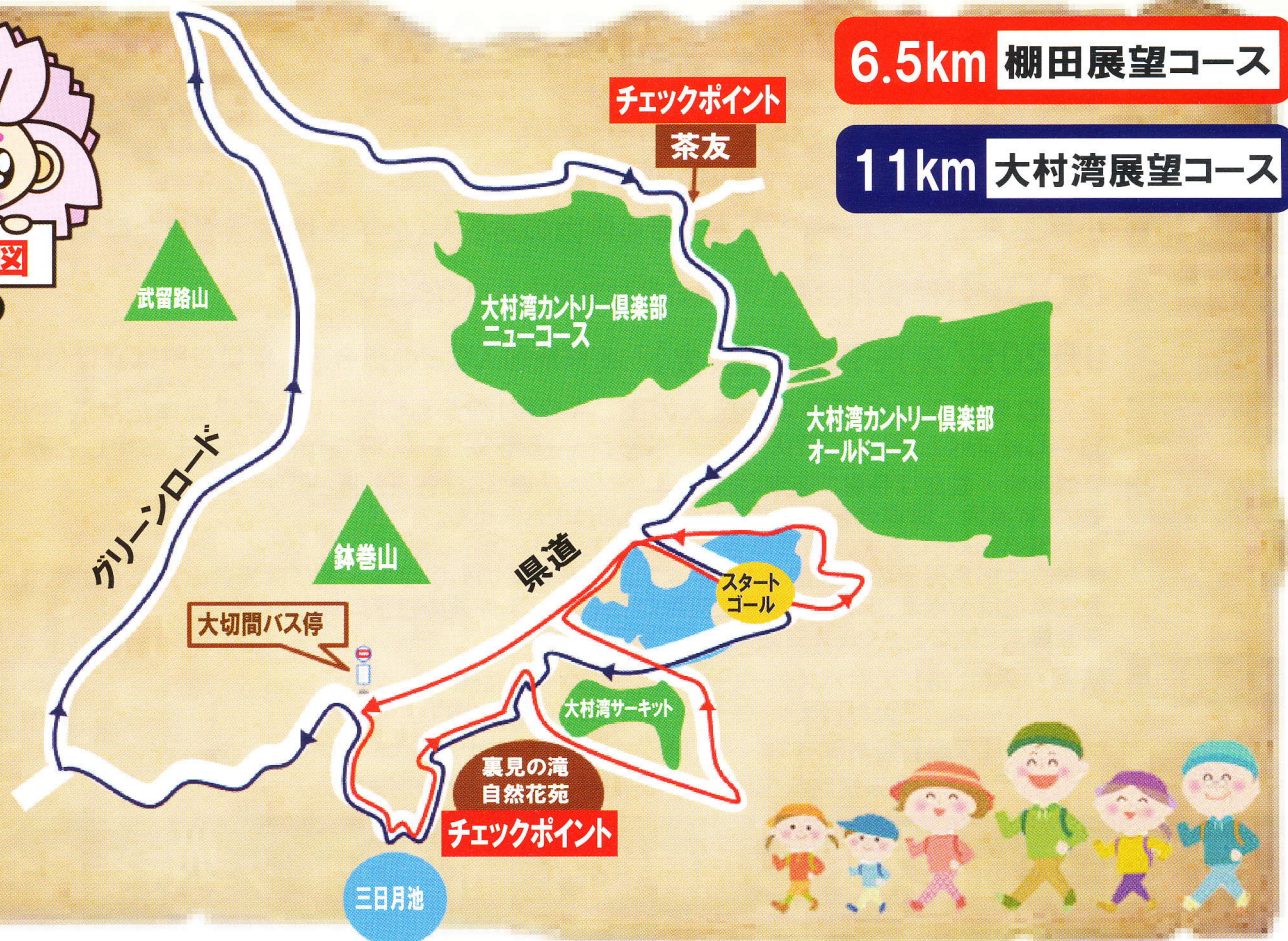 6.5km 棚田展望コース
11km 大村湾展望コース
チェックポイント
茶友
図
武留路山
大村湾カントリー倶楽部
ニューコース
大村湾カントリー倶楽部
オールドコース
グリーンロード
鉢巻山
県道
スタート
ゴール
大切間バス停
大村湾サーキット
裏見の滝
自然花苑
チェックポイント
三日月池